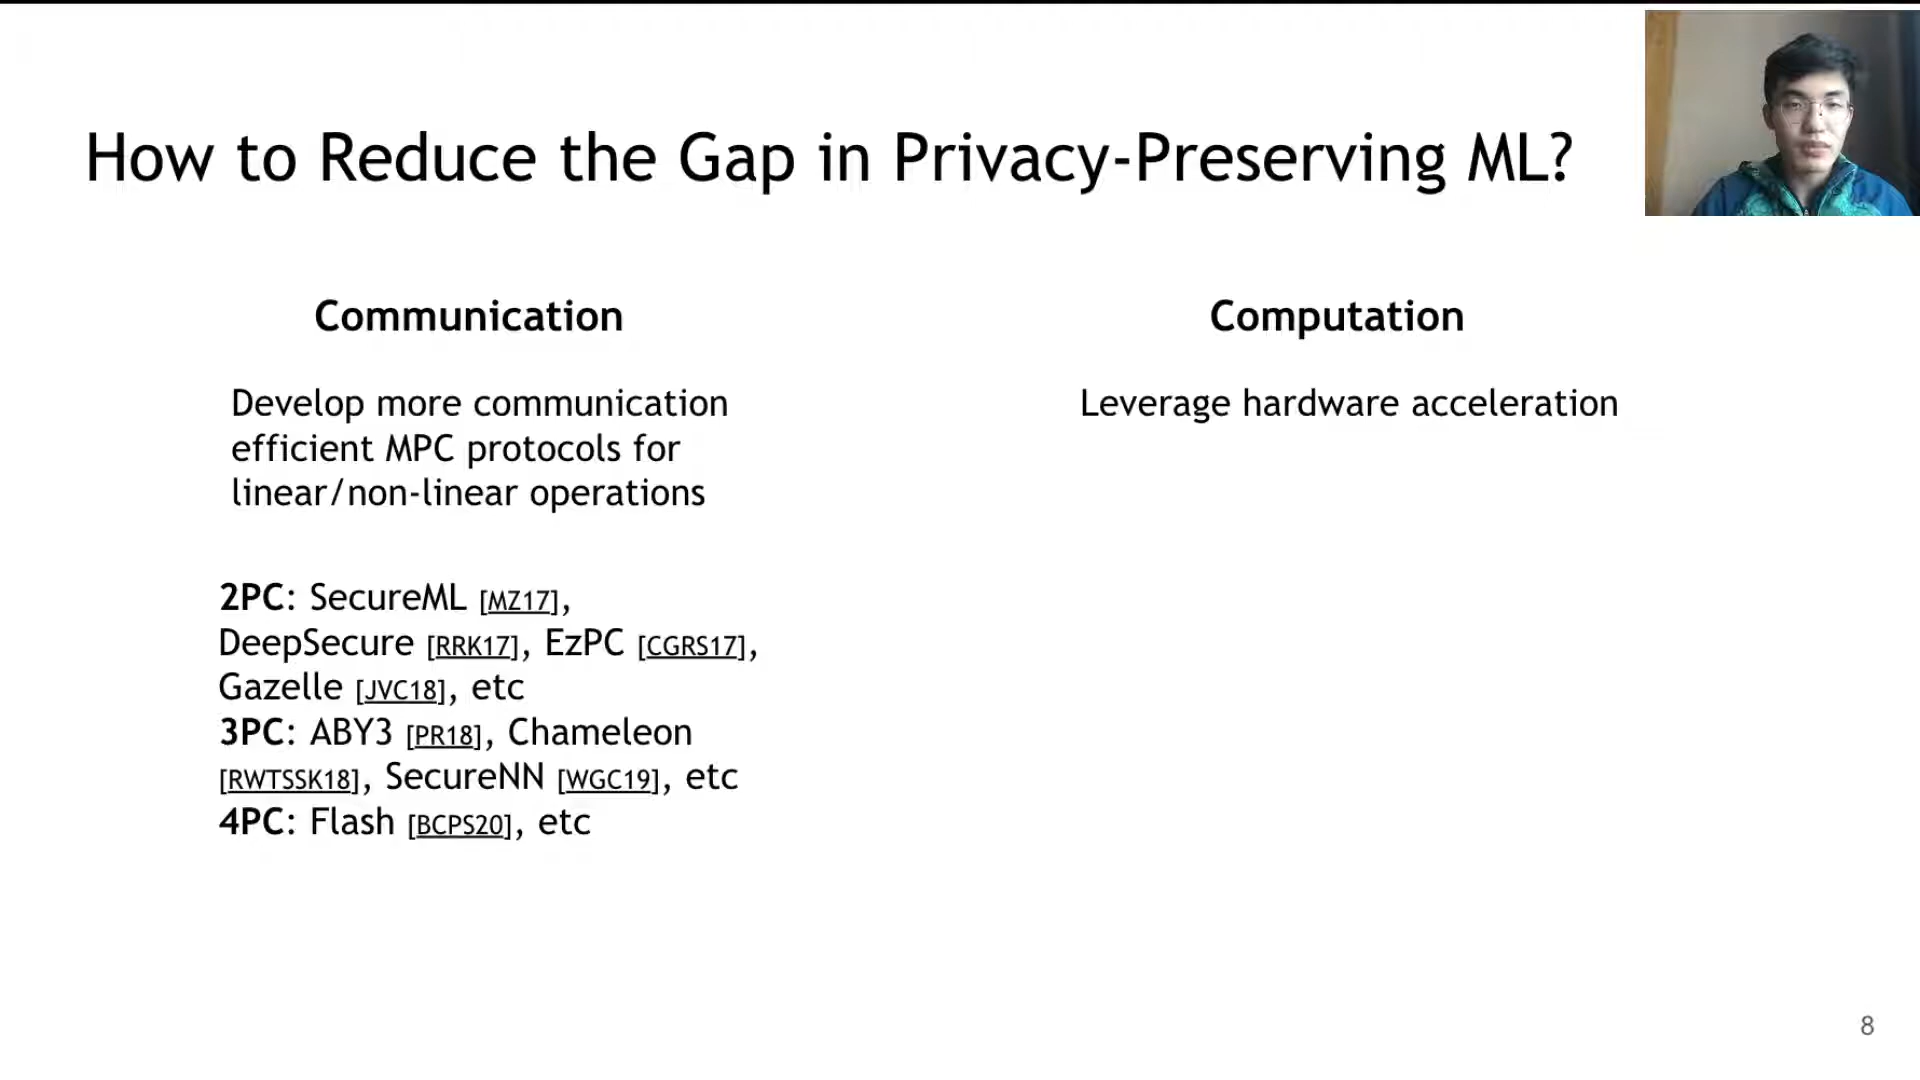 How to Reduce the Gap in Privacy-Preserving ML?
Communication
Develop more communication
efficient MPC protocols for
linear/non-linear operations
2PC: SecureML [MZ17],
DeepSecure [RRK17], EzPC [CGRS17],
Gazelle [JVC18], etc
3PC: ABY3 [PR18], Chameleon
[RWTSSK18], SecureNN [WGC19], etc
4PC: Flash [BCPS20], etc
Computation
Leverage hardware acceleration
8